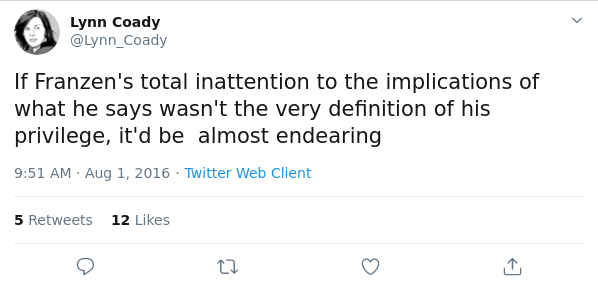 Lynn Coady
@Lynn_Coady
If Franzen's total inattention to the implications of
what he says wasn't the very definition of his
privilege, it'd be  almost endearing
9:51 AM · Aug 1, 2016 · Twitter Web Client
5 Retweets 12 Likes